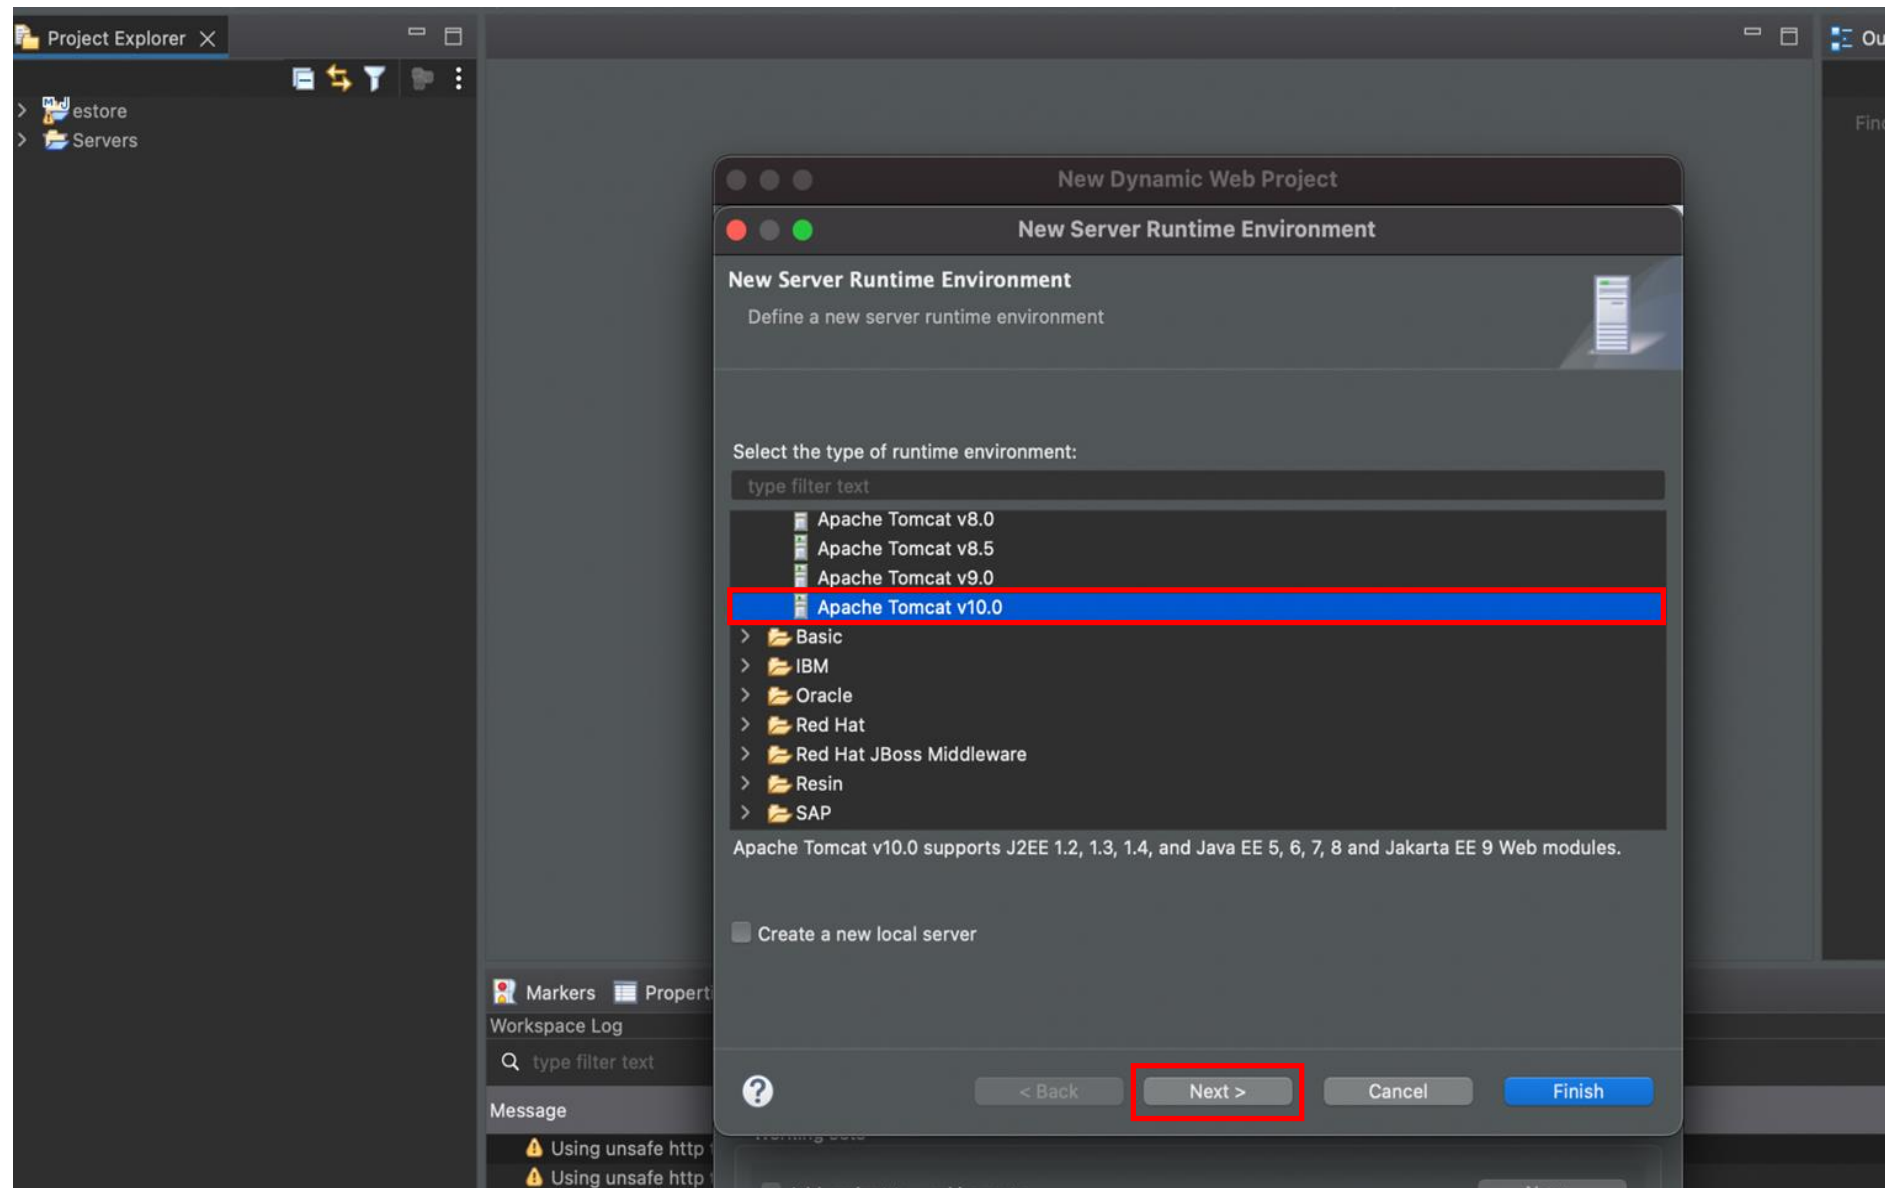 Project Explorer
estore
Servers
New Dynamic Web Project
New Server Runtime Environment
New Server Runtime Environment
Define a new server runtime environment
Select the type of runtime environment:
type filter text
Apache Tomcat v8.0
Apache Tomcat v8.5
Apache Tomcat v9.0
Apache Tomcat v10.0
Basic
IBM
Oracle
Red Hat
Red Hat JBoss Middleware
Resin
SAP
Apache Tomcat v10.0 supports J2EE 1.2, 1.3, 1.4, and Java EE 5, 6, 7, 8 and Jakarta EE 9 Web modules.
Create a new local server
? < Back Next > Cancel Finish
Markers Properti
Workspace Log
type filter text
Message
Using unsafe http
Using unsafe http
Ou
Fin